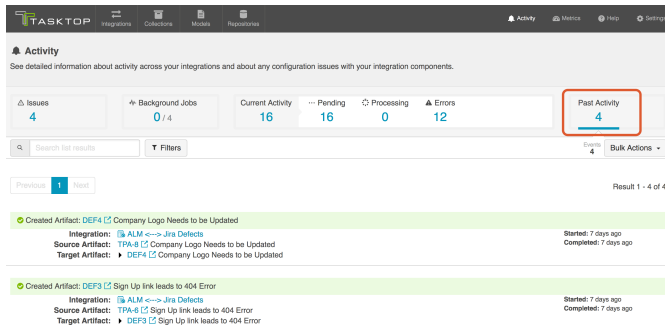 TASKTOP Integrations Collections Models Repositories Activity Metrics Help Settings
Activity
See detailed information about activity across your integrations and about any configuration issues with your integration components.
Issues Background Jobs Current Activity Pending Processing Errors Past Activity
4 0 / 4 16 16 0 12 4
Search list results Filters Events 4 Bulk Actions
Previous 1 Next Result 1 - 4 of 4
Created Artifact: DEF4 Company Logo Needs to be Updated
Integration: ALM <---> Jira Defects Started: 7 days ago
Source Artifact: TPA-8 Company Logo Needs to be Updated Completed: 7 days ago
Target Artifact: DEF4 Company Logo Needs to be Updated
Created Artifact: DEF3 Sign Up link leads to 404 Error
Integration: ALM <---> Jira Defects Started: 7 days ago
Source Artifact: TPA-6 Sign Up link leads to 404 Error Completed: 7 days ago
Target Artifact: DEF3 Sign Up link leads to 404 Error